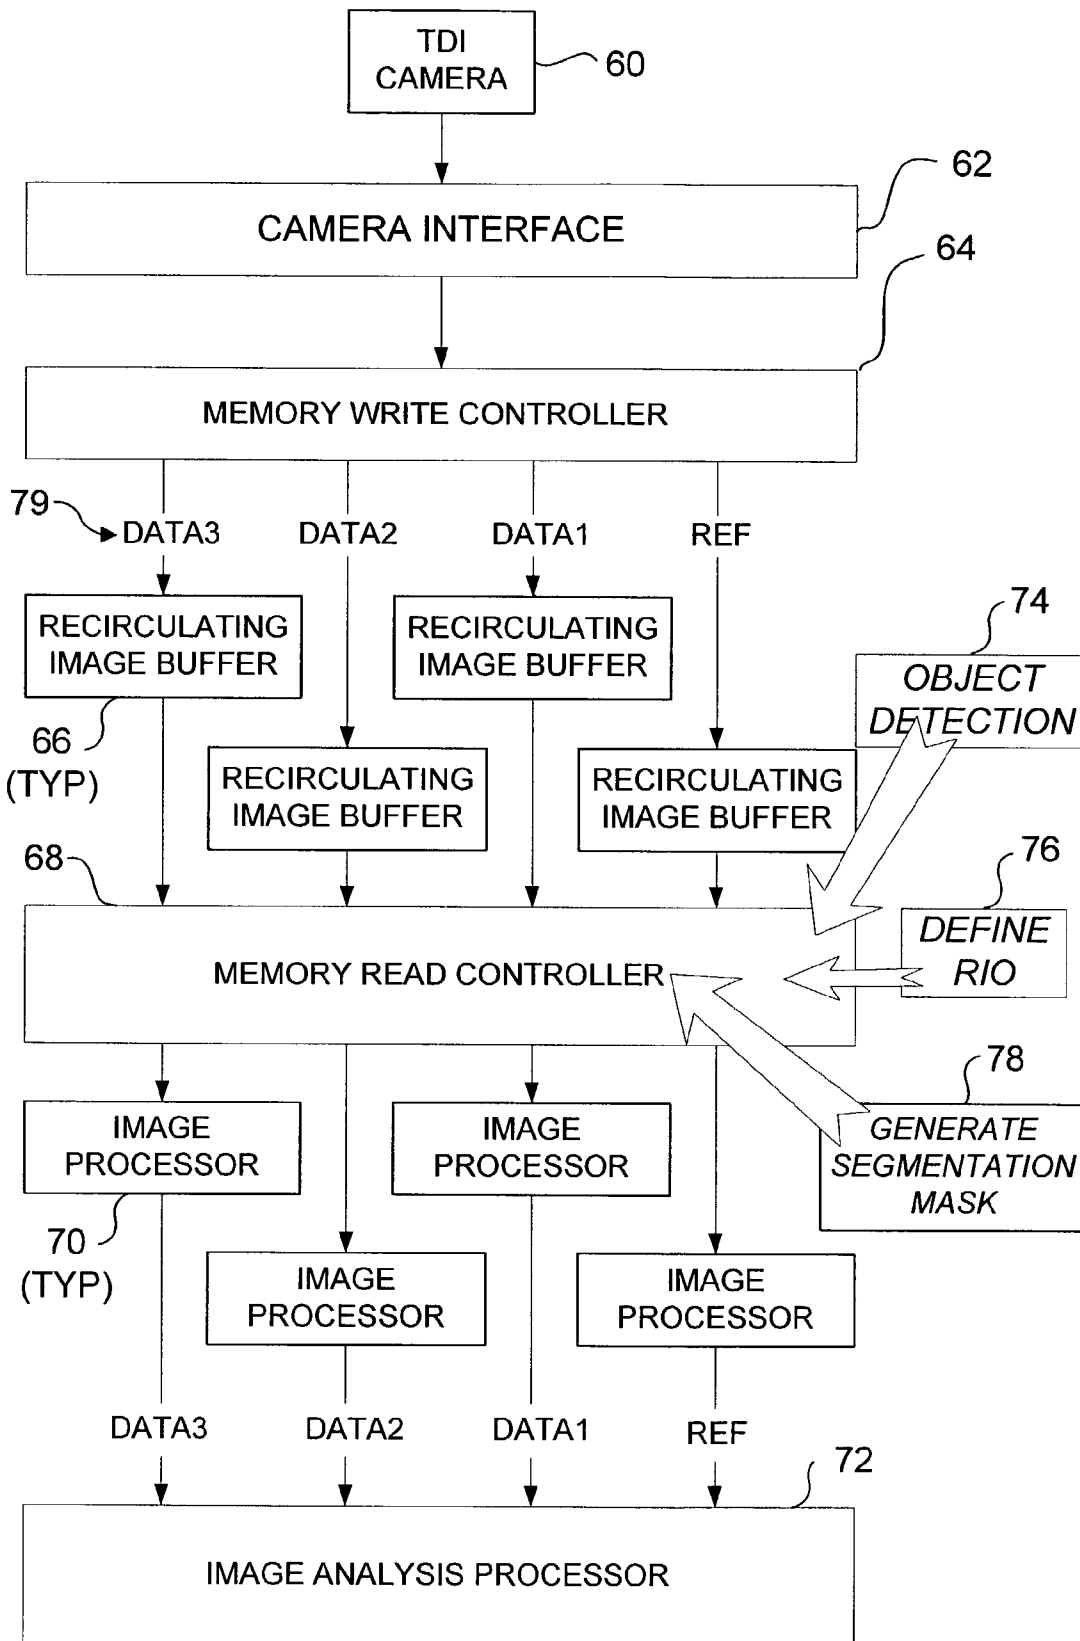 TDI
CAMERA
60
62
CAMERA INTERFACE
64
MEMORY WRITE CONTROLLER
79
DATA3
DATA2
DATA1
REF
RECIRCULATING
IMAGE BUFFER
RECIRCULATING
IMAGE BUFFER
74
OBJECT
DETECTION
66
(TYP)
RECIRCULATING
IMAGE BUFFER
RECIRCULATING
IMAGE BUFFER
68
76
DEFINE
RIO
MEMORY READ CONTROLLER
78
IMAGE
PROCESSOR
IMAGE
PROCESSOR
GENERATE
SEGMENTATION
MASK
70
(TYP)
IMAGE
PROCESSOR
IMAGE
PROCESSOR
DATA3
DATA2
DATA1
REF
72
IMAGE ANALYSIS PROCESSOR